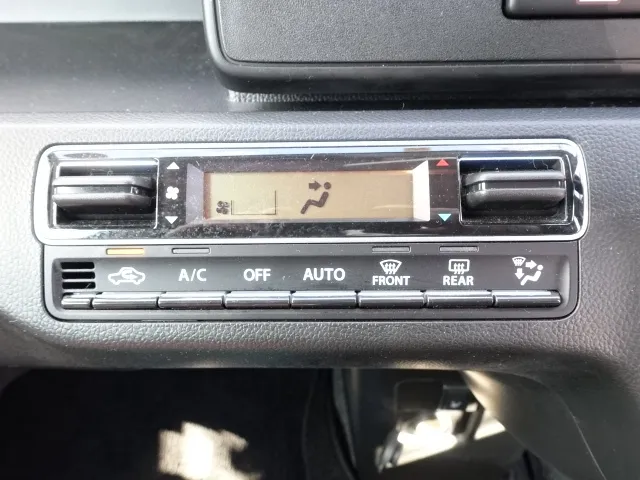 A/C OFF AUTO FRONT REAR